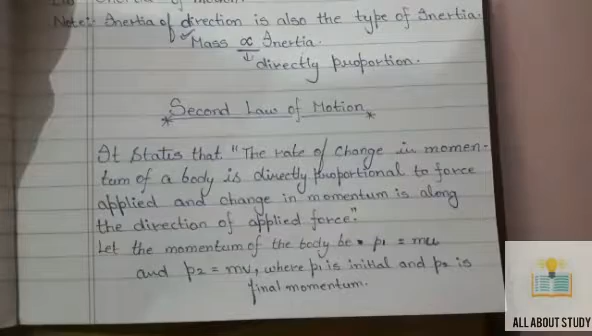 Note:- Inertia of direction is also the type of Inertia.
Mass ∝ Inertia.
↓
directly proportion.
Second Law of Motion
It states that "The rate of change in momen-
tum of a body is directly proportional to force
applied and change in momentum is along
the direction of applied force."
Let the momentum of the body be p1 = mu
and p2 = mv, where p1 is initial and p2 is
final momentum.
ALL ABOUT STUDY